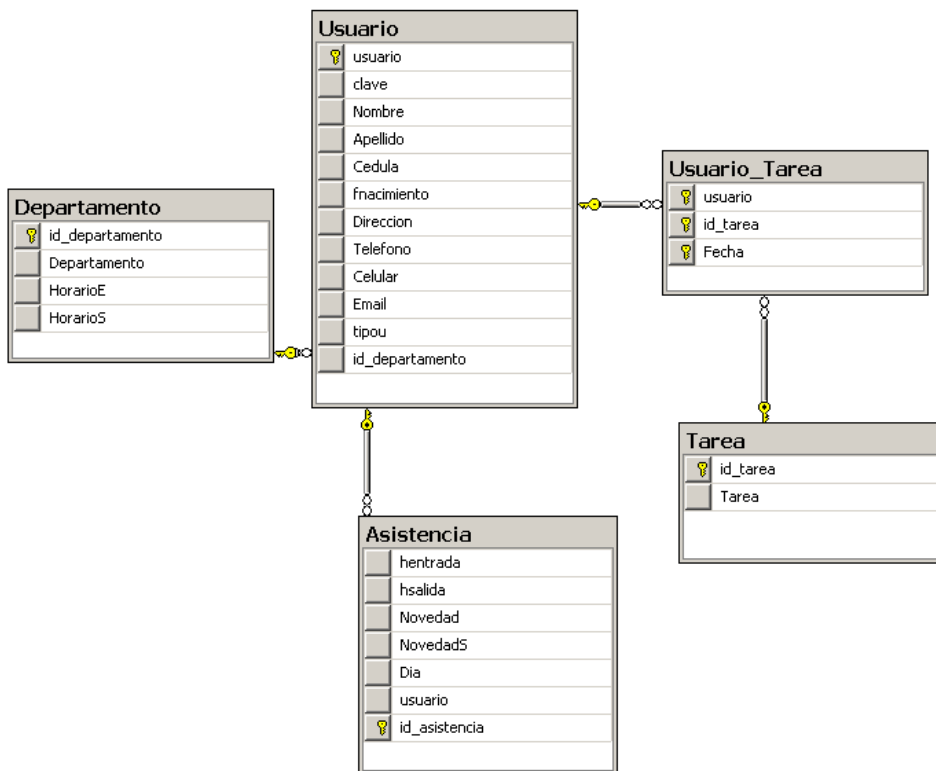 Usuario
usuario
clave
Nombre
Apellido
Cedula
fnacimiento
Direccion
Telefono
Celular
Email
tipou
id_departamento
Departamento
id_departamento
Departamento
HorarioE
HorarioS
Usuario_Tarea
usuario
id_tarea
Fecha
Tarea
id_tarea
Tarea
Asistencia
hentrada
hsalida
Novedad
NovedadS
Dia
usuario
id_asistencia